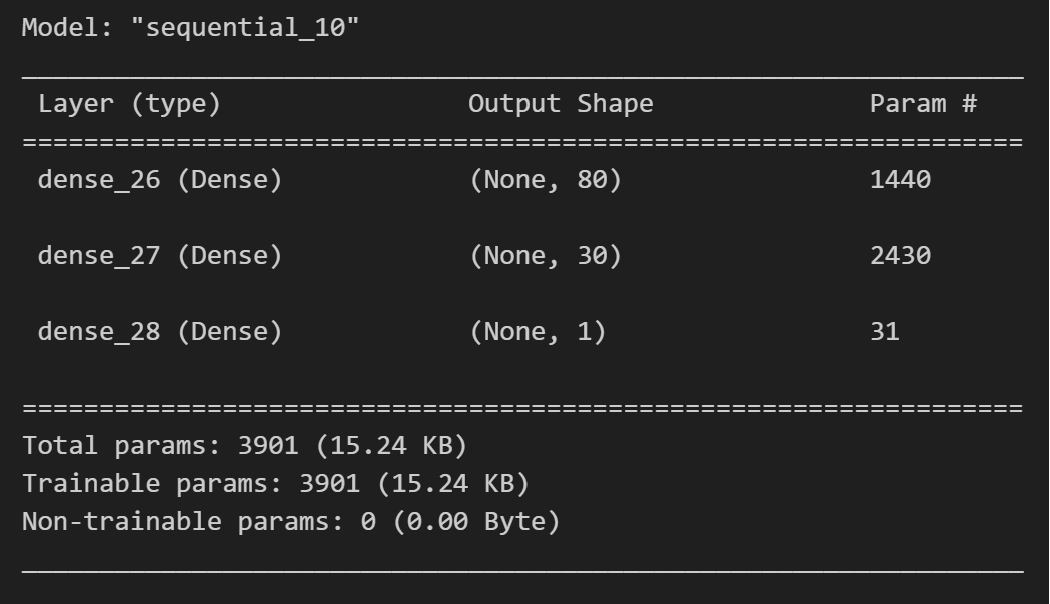 Model: "sequential_10"
_________________________________________________________________
Layer (type) Output Shape Param #
=================================================================
dense_26 (Dense) (None, 80) 1440
dense_27 (Dense) (None, 30) 2430
dense_28 (Dense) (None, 1) 31
=================================================================
Total params: 3901 (15.24 KB)
Trainable params: 3901 (15.24 KB)
Non-trainable params: 0 (0.00 Byte)
_________________________________________________________________